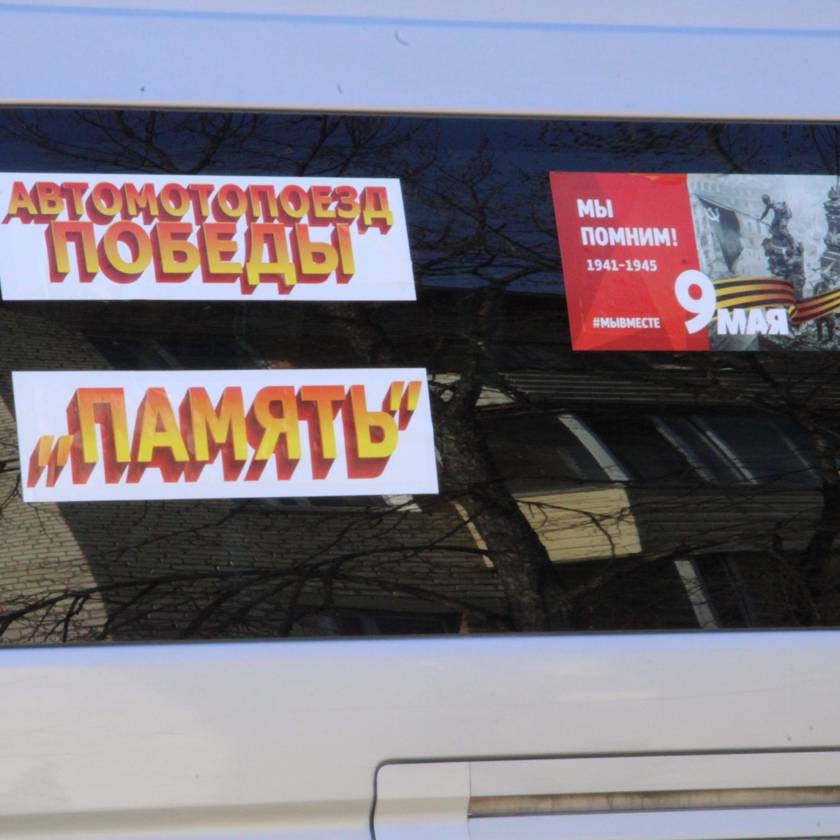 АВТОМОТОПОЕЗД
ПОБЕДЫ
„ПАМЯТЬ“
МЫ
ПОМНИМ!
1941-1945
#МЫВМЕСТЕ
9 МАЯ